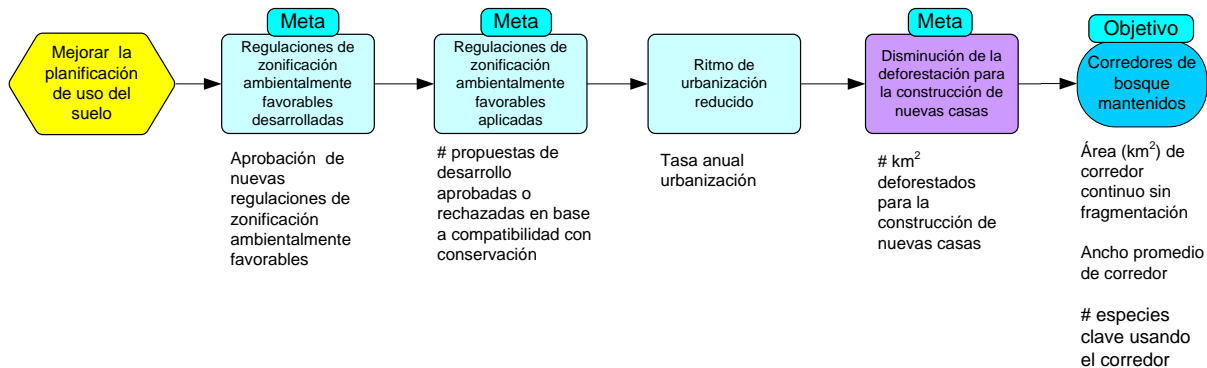 Mejorar la
planificación
de uso del
suelo
Meta
Regulaciones de
zonificación
ambientalmente
favorables
desarrolladas
Aprobación de
nuevas
regulaciones de
zonificación
ambientalmente
favorables
Meta
Regulaciones de
zonificación
ambientalmente
favorables
aplicadas
# propuestas de
desarrollo
aprobadas o
rechazadas en base
a compatibilidad con
conservación
Ritmo de
urbanización
reducido
Tasa anual
urbanización
Meta
Disminución de la
deforestación para
la construcción de
nuevas casas
# km²
deforestados
para la
construcción de
nuevas casas
Objetivo
Corredores de
bosque
mantenidos
Área (km²) de
corredor
continuo sin
fragmentación
Ancho promedio
de corredor
# especies
clave usando
el corredor